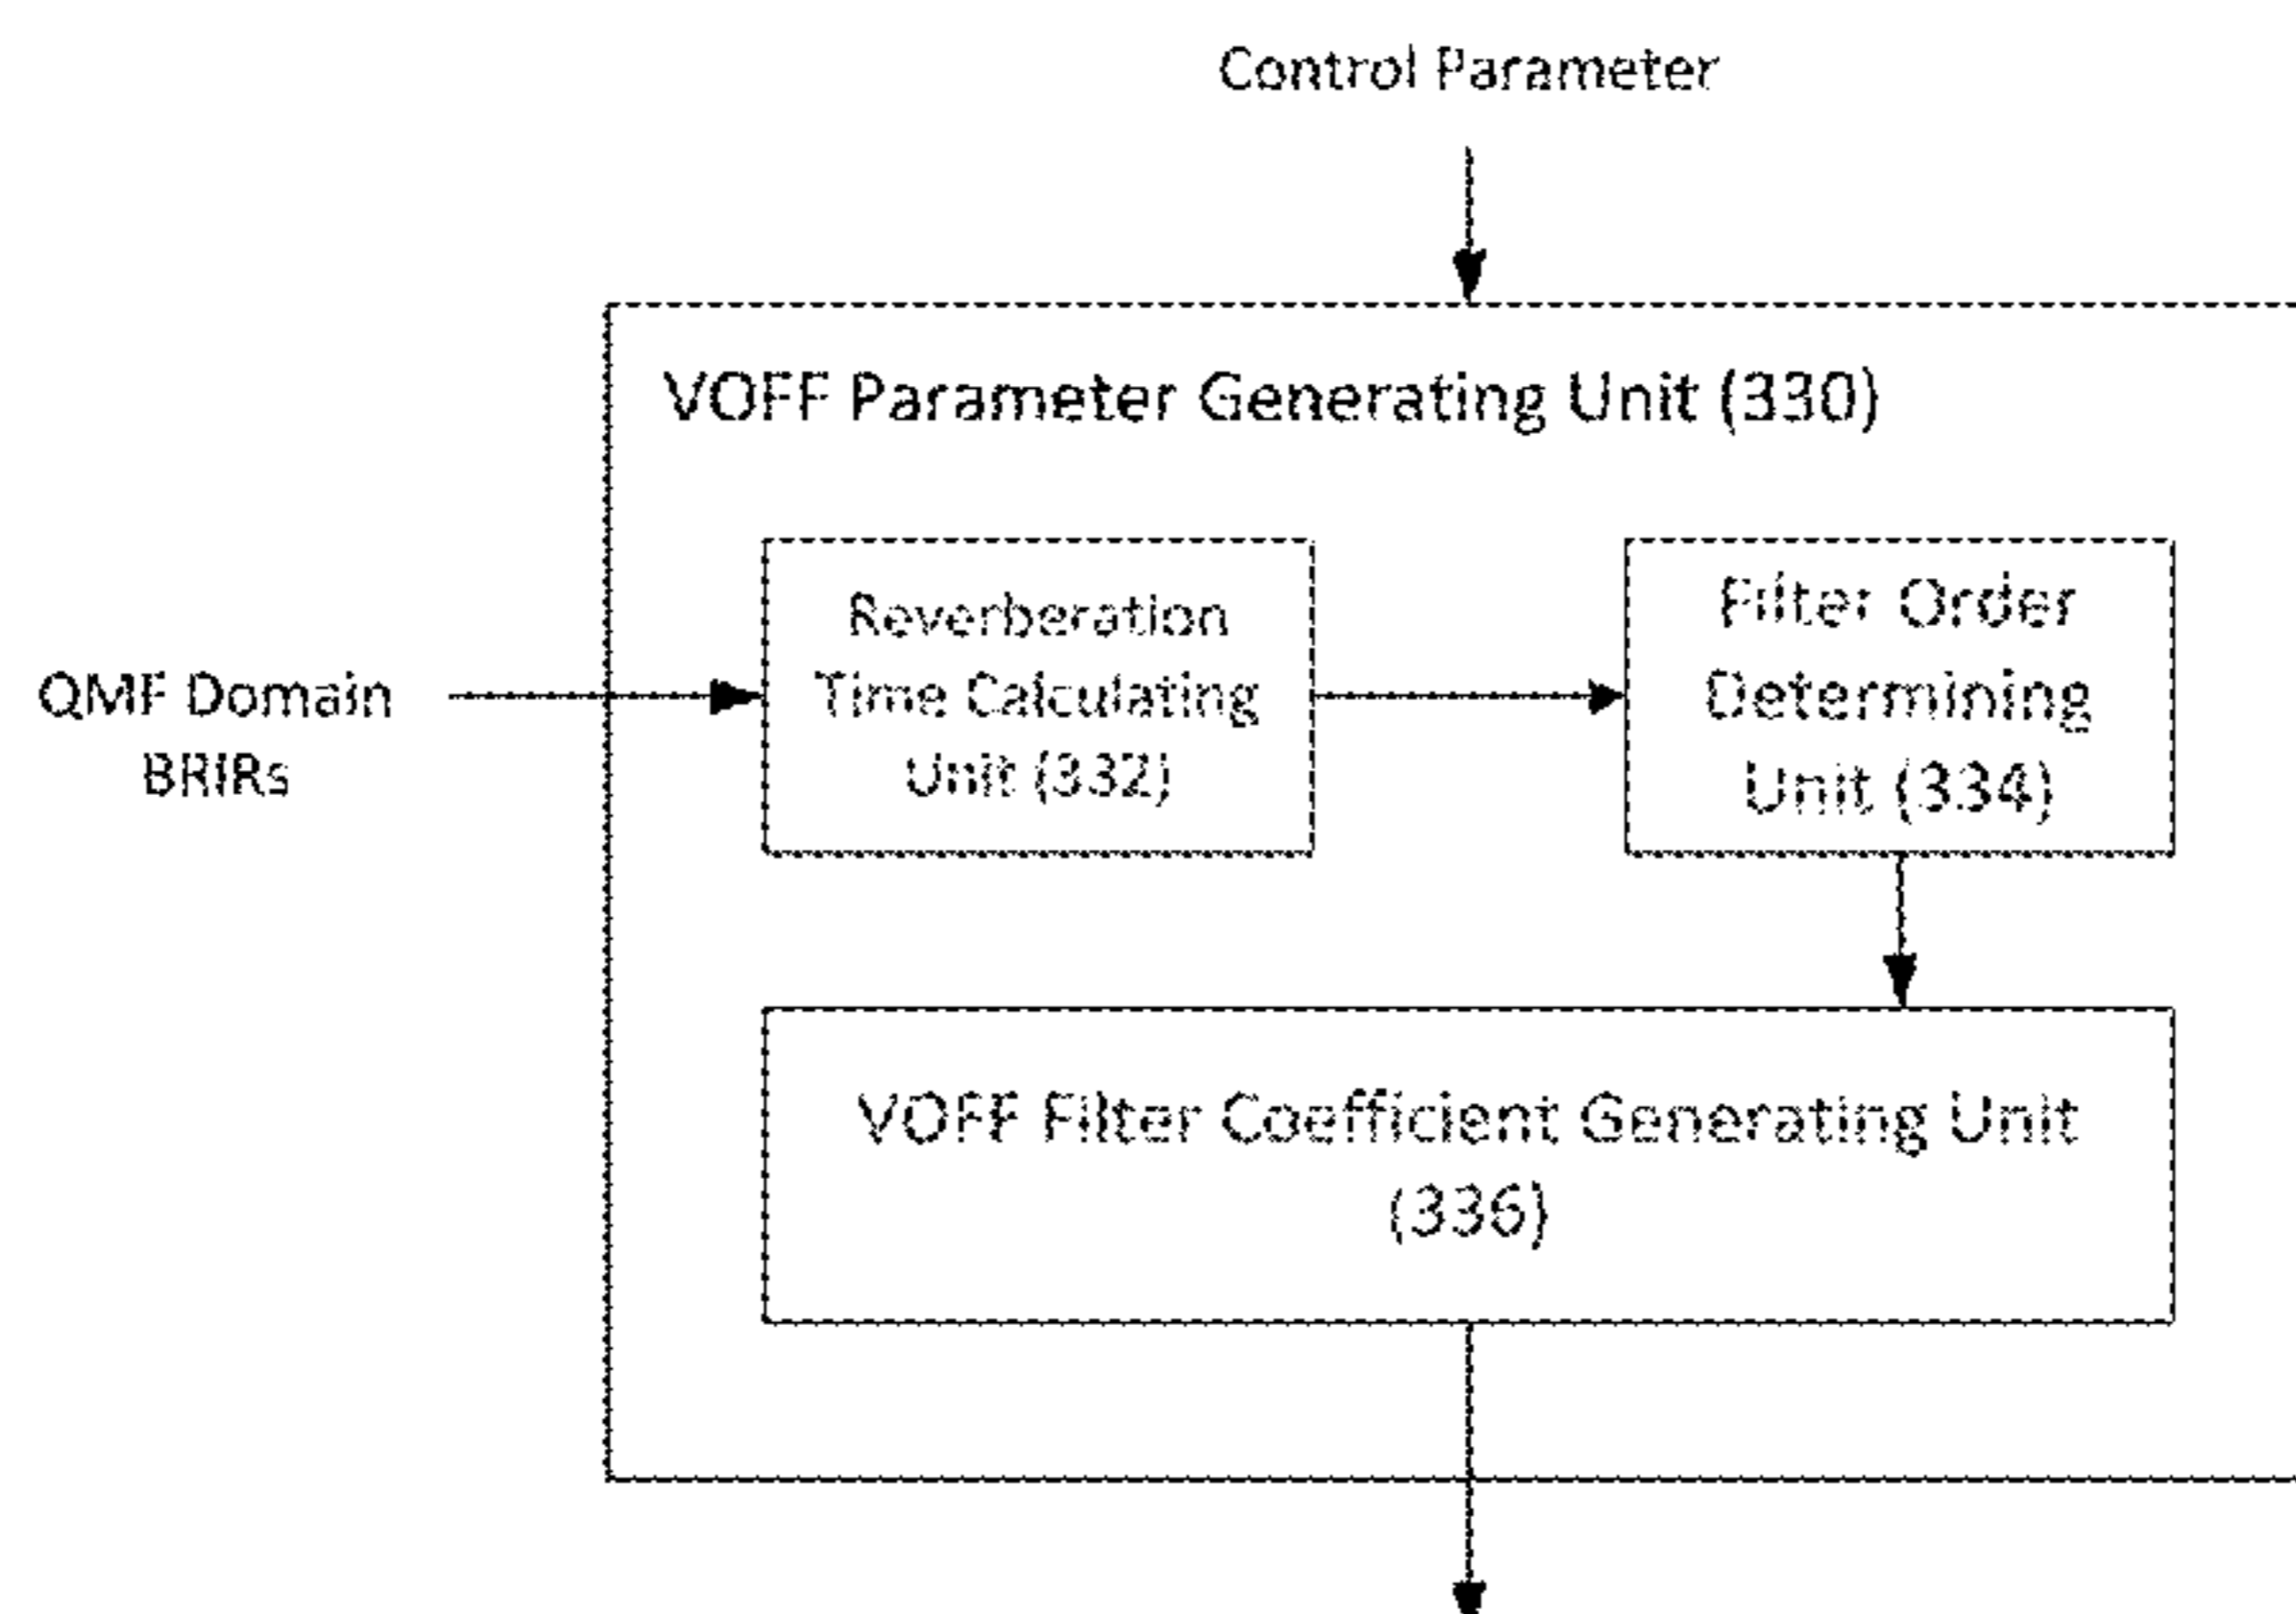 Control Parameter
VOFF Parameter Generating Unit (330)
Reverberation
Time Calculating
Unit (332)
Filter Order
Determining
Unit (334)
QMF Domain
BRIRs
VOFF Filter Coefficient Generating Unit
(336)